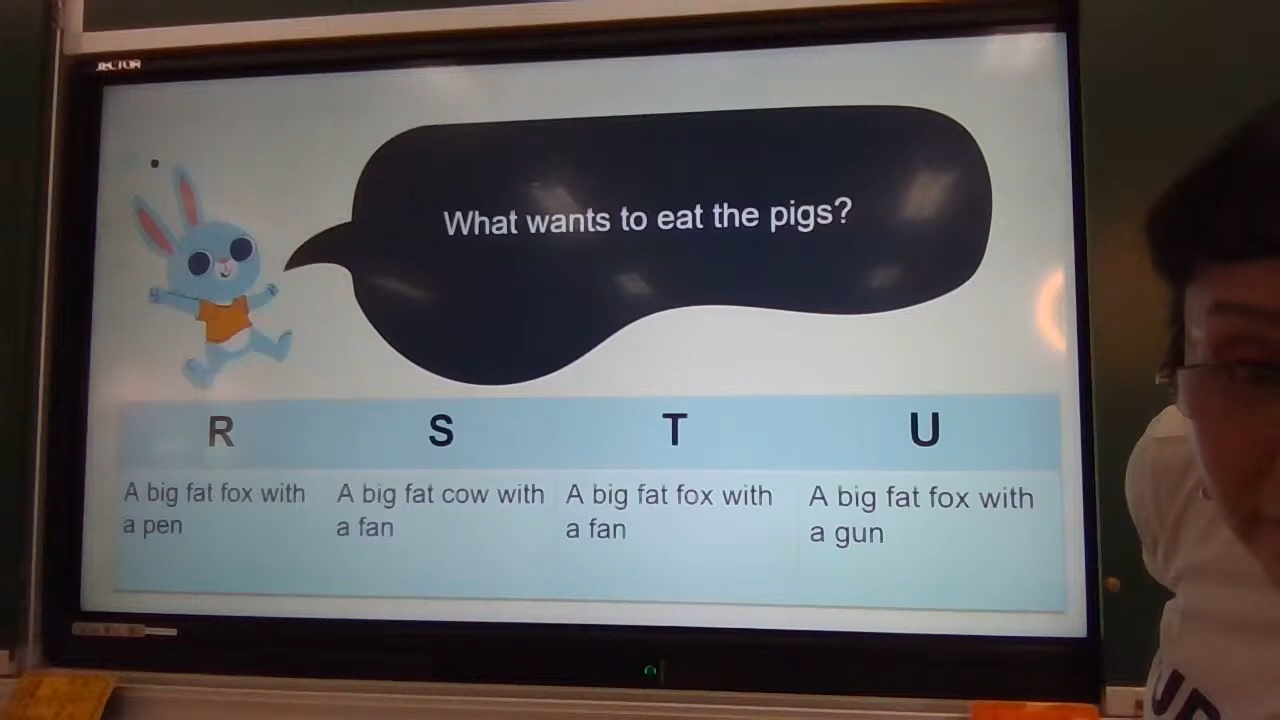 JECTOR
What wants to eat the pigs?
R S T U
A big fat fox with
a pen
A big fat cow with
a fan
A big fat fox with
a fan
A big fat fox with
a gun